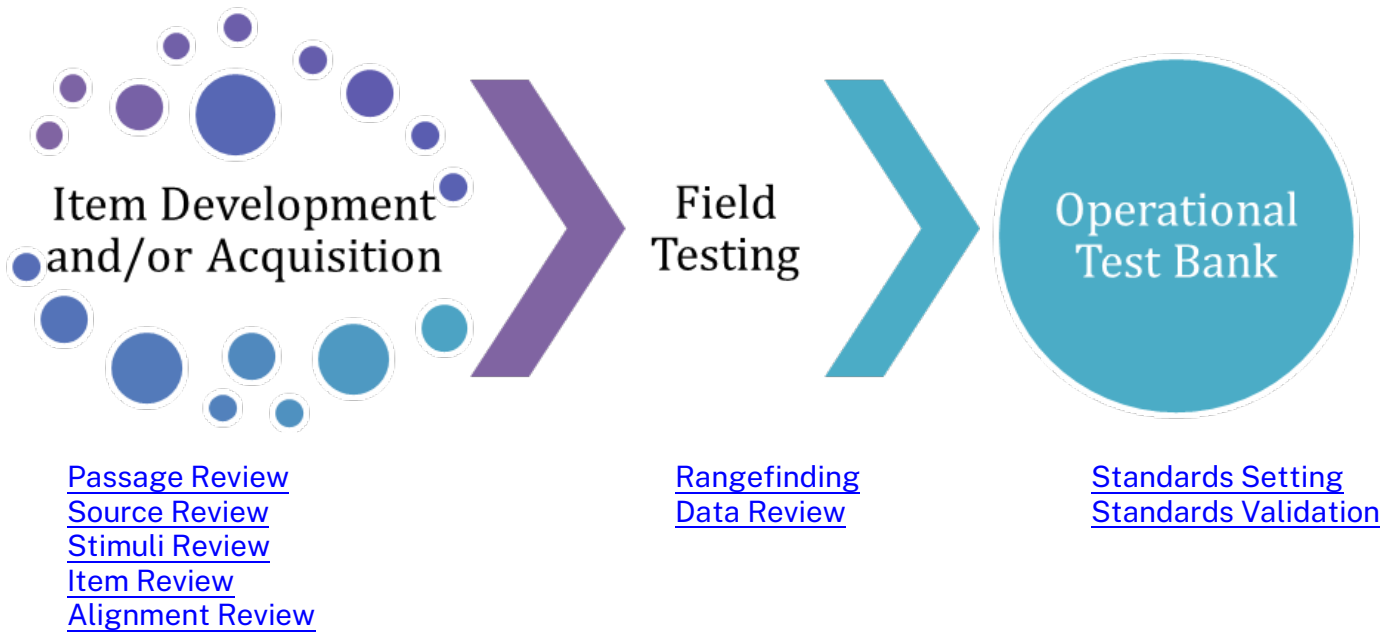 Item Development
and/or Acquisition
Field
Testing
Operational
Test Bank
Passage Review
Source Review
Stimuli Review
Item Review
Alignment Review
Rangefinding
Data Review
Standards Setting
Standards Validation